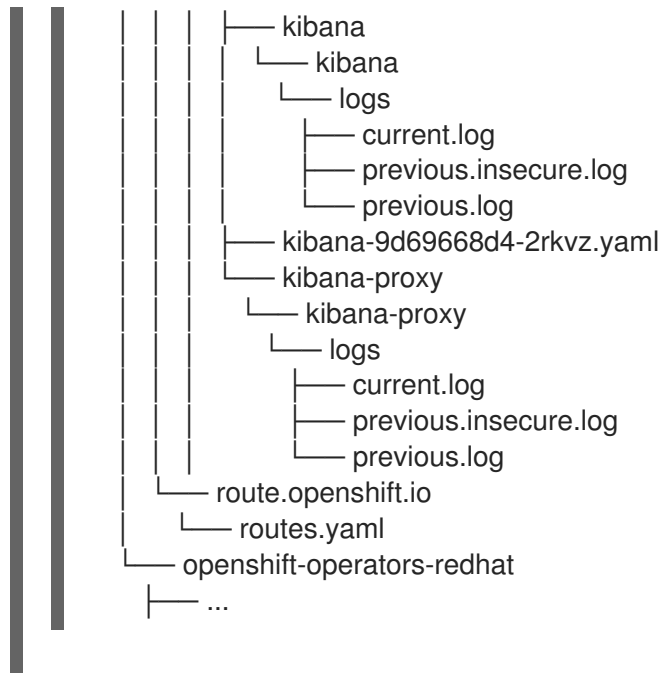 │ │ │ ├── kibana
│ │ │ │ └── kibana
│ │ │ │ └── logs
│ │ │ │ ├── current.log
│ │ │ │ ├── previous.insecure.log
│ │ │ │ └── previous.log
│ │ │ ├── kibana-9d69668d4-2rkvz.yaml
│ │ │ └── kibana-proxy
│ │ │ └── kibana-proxy
│ │ │ └── logs
│ │ │ ├── current.log
│ │ │ ├── previous.insecure.log
│ │ │ └── previous.log
│ └── route.openshift.io
│ └── routes.yaml
└── openshift-operators-redhat
├── ...